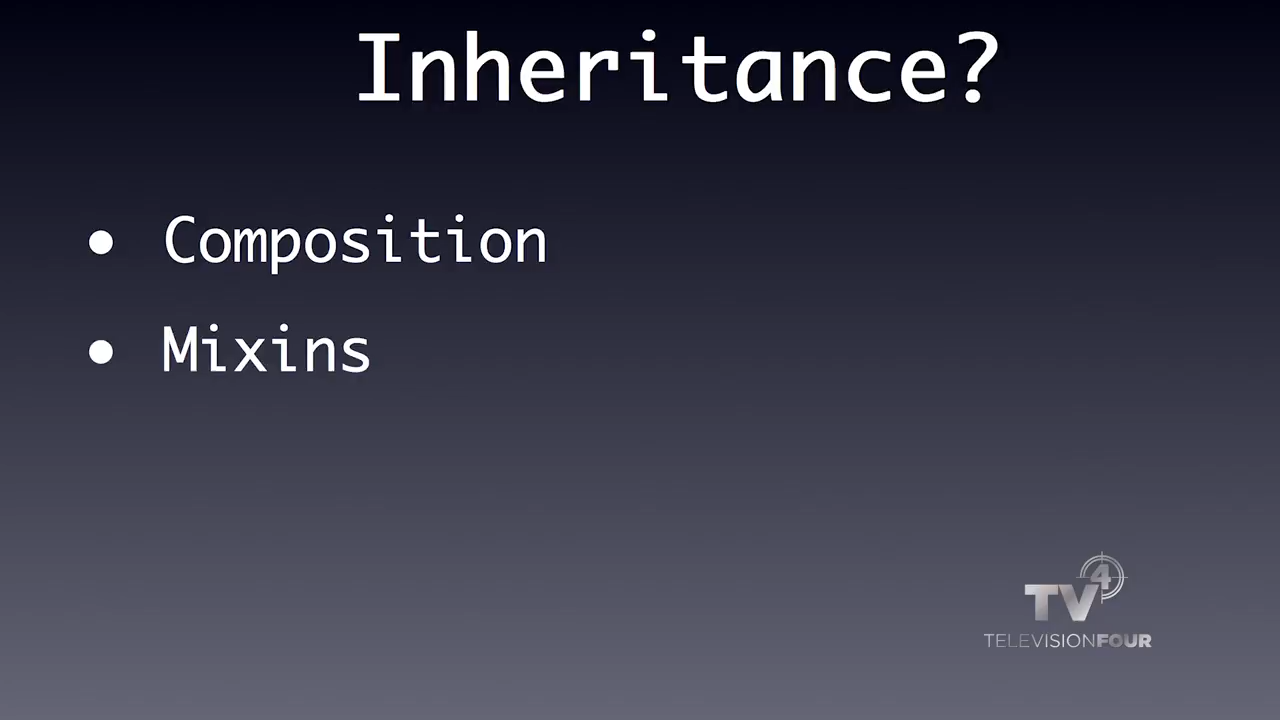 Inheritance?
• Composition
• Mixins
TV4
TELEVISIONFOUR